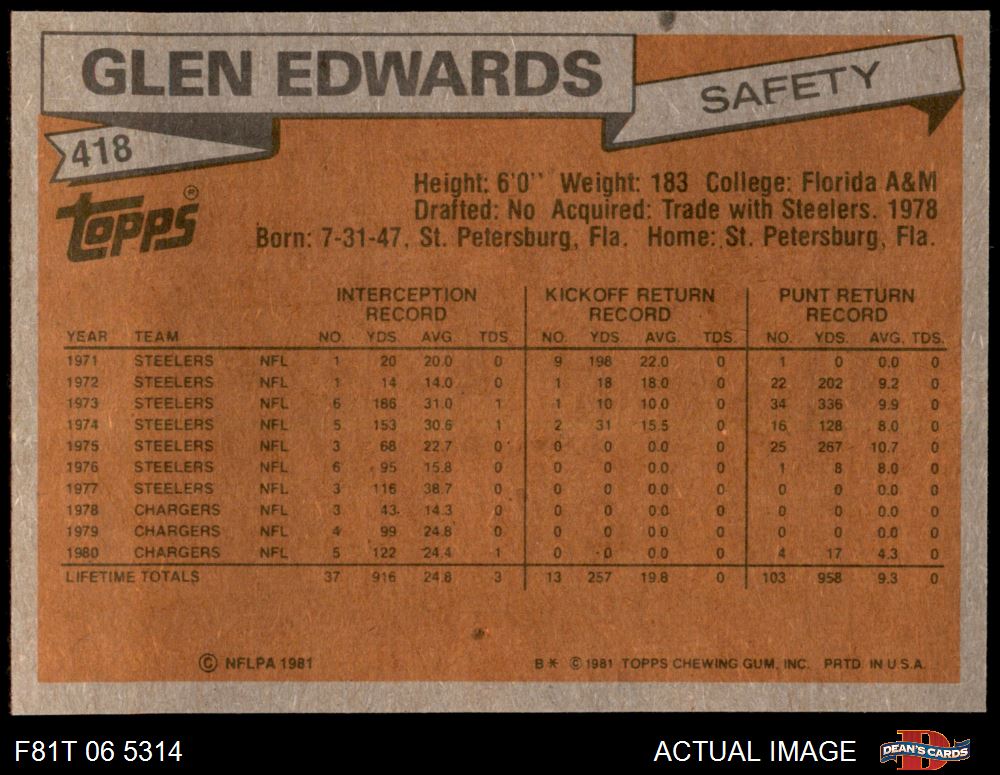 GLEN EDWARDS
SAFETY
418
topps®
Height: 6'0'' Weight: 183 College: Florida A&M
Drafted: No Acquired: Trade with Steelers. 1978
Born: 7-31-47, St. Petersburg, Fla. Home: St. Petersburg, Fla.
INTERCEPTION RECORD KICKOFF RETURN RECORD PUNT RETURN RECORD
YEAR TEAM NO. YDS. AVG. TDS. NO. YDS. AVG. TDS. NO. YDS. AVG. TDS.
1971 STEELERS NFL 1 20 20.0 0 9 198 22.0 0 1 0 0.0 0
1972 STEELERS NFL 1 14 14.0 0 1 18 18.0 0 22 202 9.2 0
1973 STEELERS NFL 6 186 31.0 1 1 10 10.0 0 34 336 9.9 0
1974 STEELERS NFL 5 153 30.6 1 2 31 15.5 0 16 128 8.0 0
1975 STEELERS NFL 3 68 22.7 0 0 0 0.0 0 25 267 10.7 0
1976 STEELERS NFL 6 95 15.8 0 0 0 0.0 0 1 8 8.0 0
1977 STEELERS NFL 3 116 38.7 0 0 0 0.0 0 0 0 0.0 0
1978 CHARGERS NFL 3 43 14.3 0 0 0 0.0 0 0 0 0.0 0
1979 CHARGERS NFL 4 99 24.8 0 0 0 0.0 0 0 0 0.0 0
1980 CHARGERS NFL 5 122 24.4 1 0 0 0.0 0 4 17 4.3 0
LIFETIME TOTALS 37 916 24.8 3 13 257 19.8 0 103 958 9.3 0
© NFLPA 1981
B* © 1981 TOPPS CHEWING GUM, INC. PRTD. IN U.S.A.
F81T 06 5314
ACTUAL IMAGE
D
DEAN'S CARDS